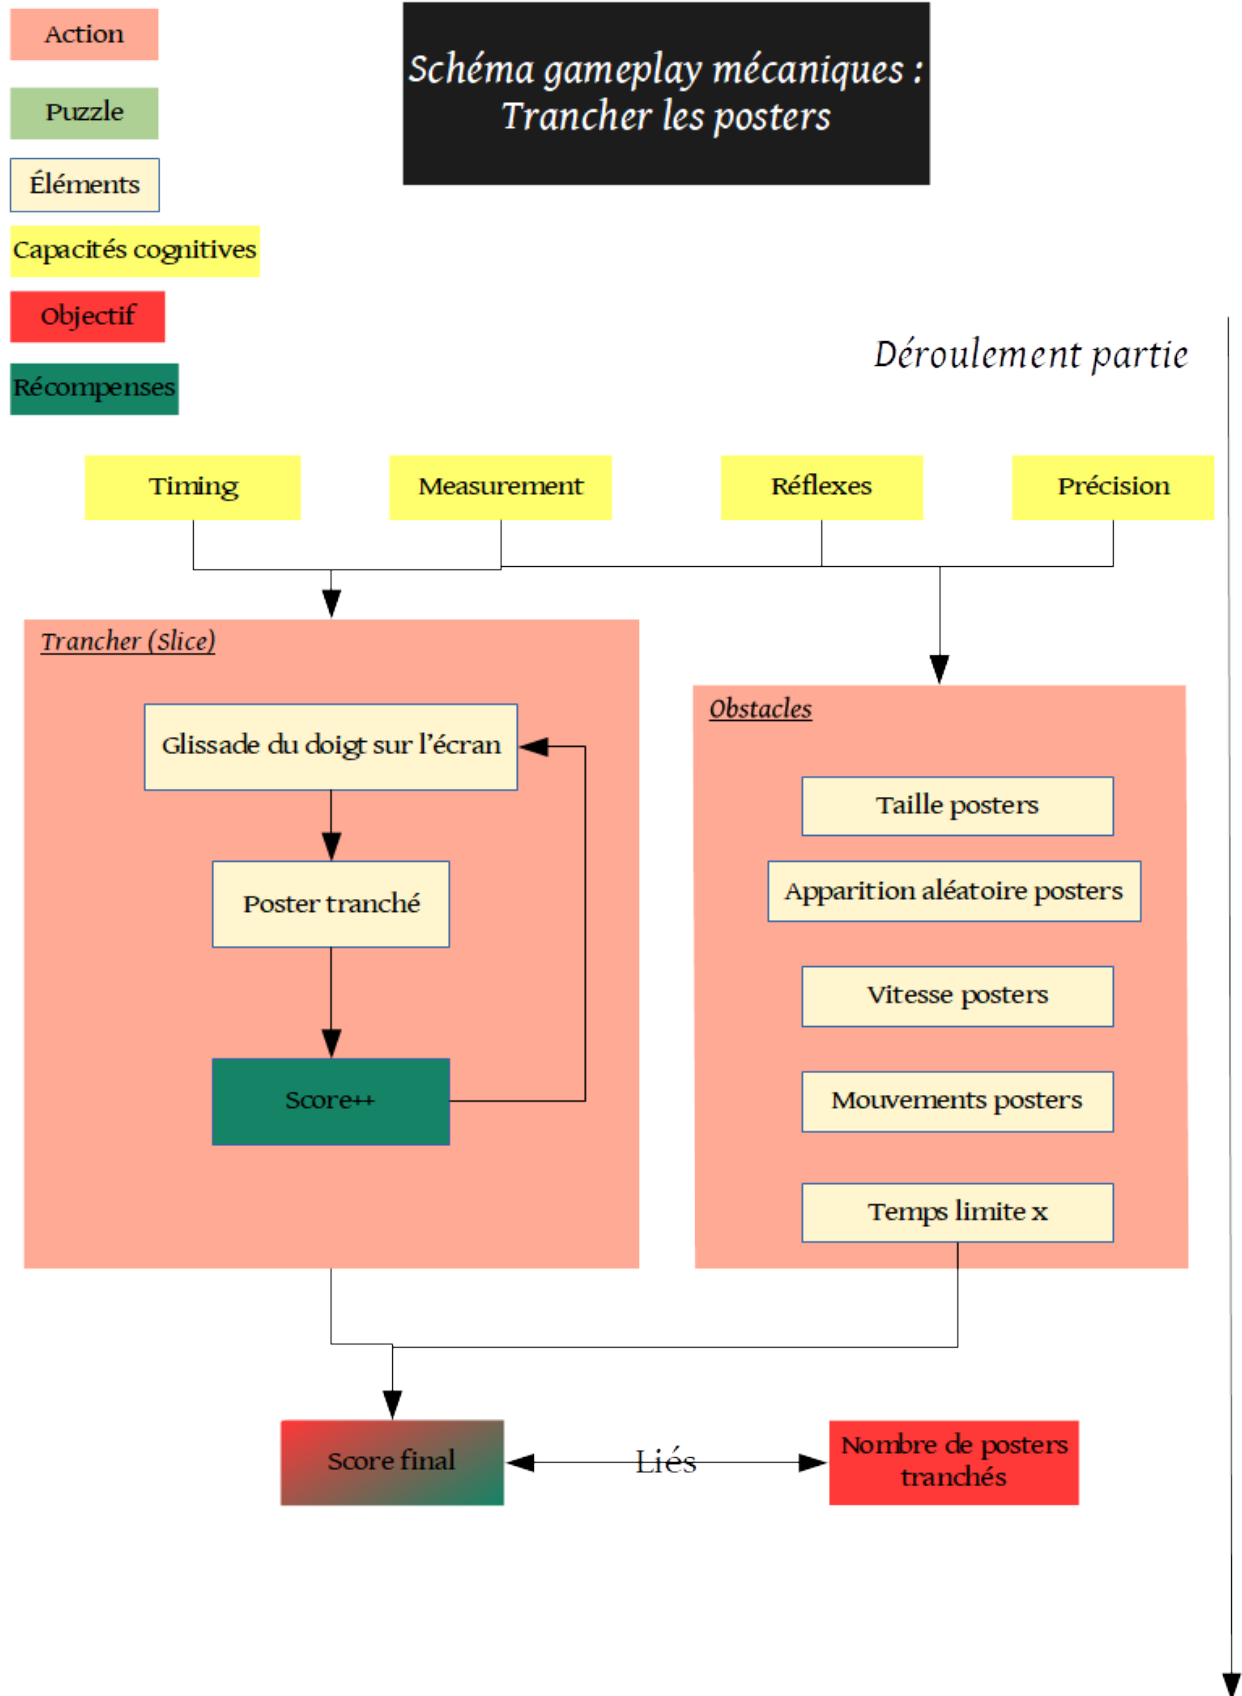 Action
Schéma gameplay mécaniques :
Trancher les posters
Puzzle
Éléments
Capacités cognitives
Objectif
Récompenses
Déroulement partie
Timing
Measurement
Réflexes
Précision
Trancher (Slice)
Glissade du doigt sur l'écran
Poster tranché
Score++
Obstacles
Taille posters
Apparition aléatoire posters
Vitesse posters
Mouvements posters
Temps limite x
Score final
Liés
Nombre de posters
tranchés